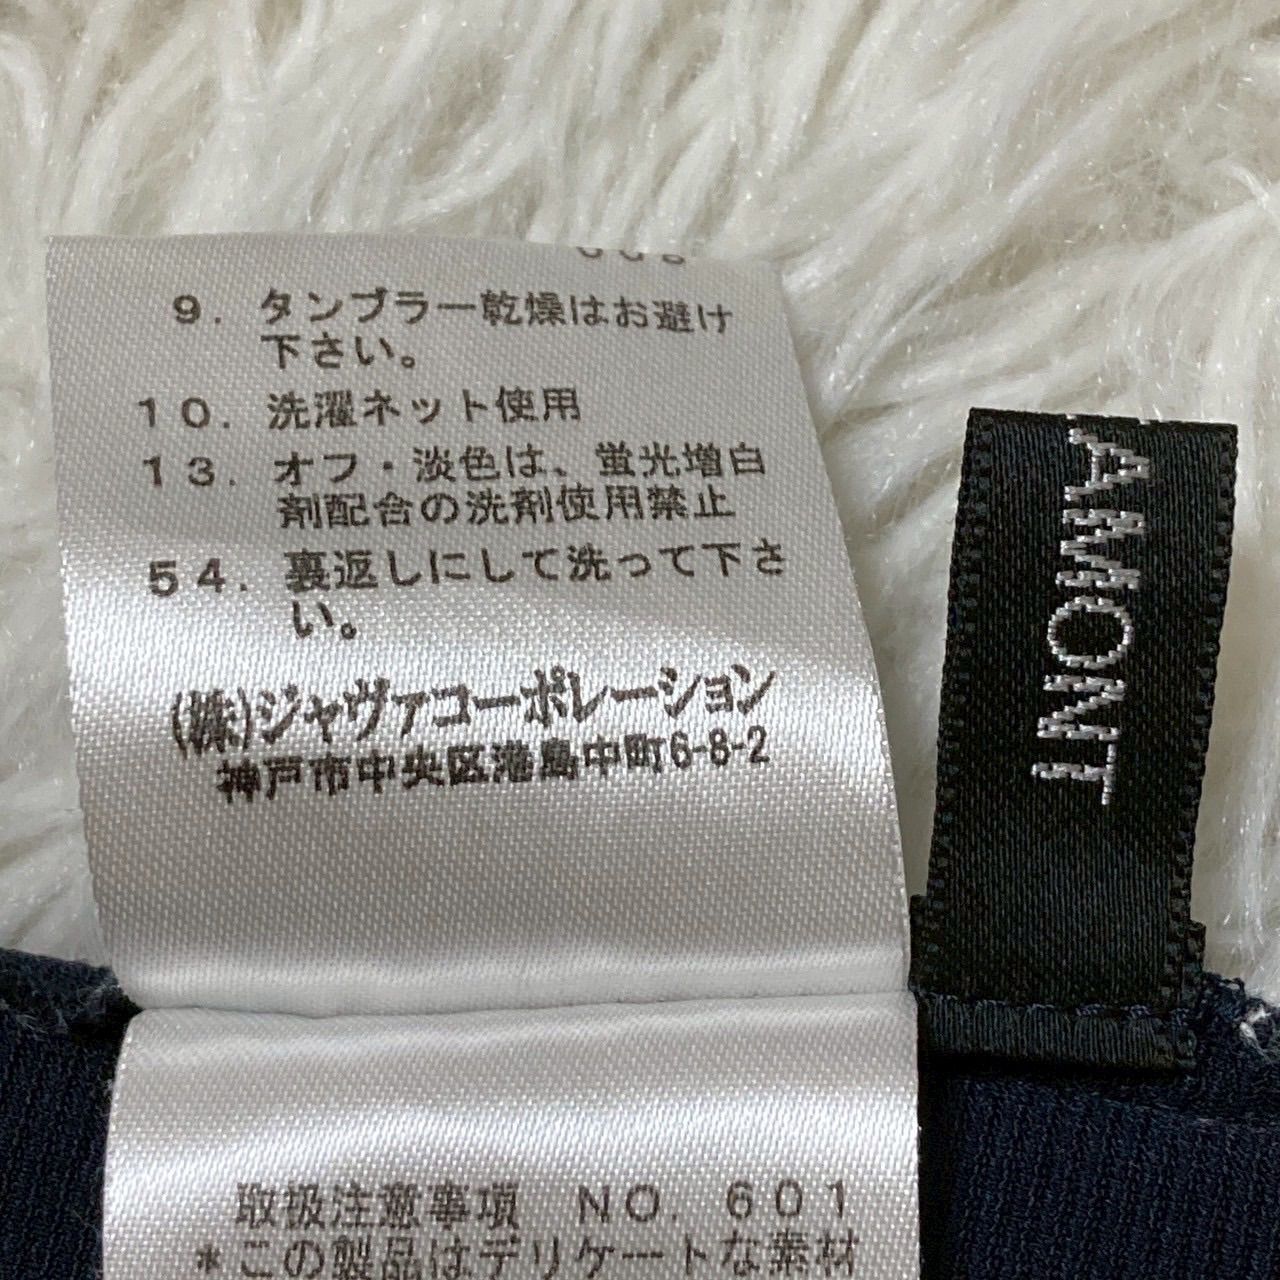 9. タンブラー乾燥はお避け
下さい。
10. 洗濯ネット使用
13. オフ・淡色は、蛍光増白
剤配合の洗剤使用禁止
54. 裏返しにして洗って下さ
い。
(株)ジャヴァコーポレーション
神戸市中央区港島中町6-8-2
AMONT
取扱注意事項 NO. 601
*この製品はデリケートな素材